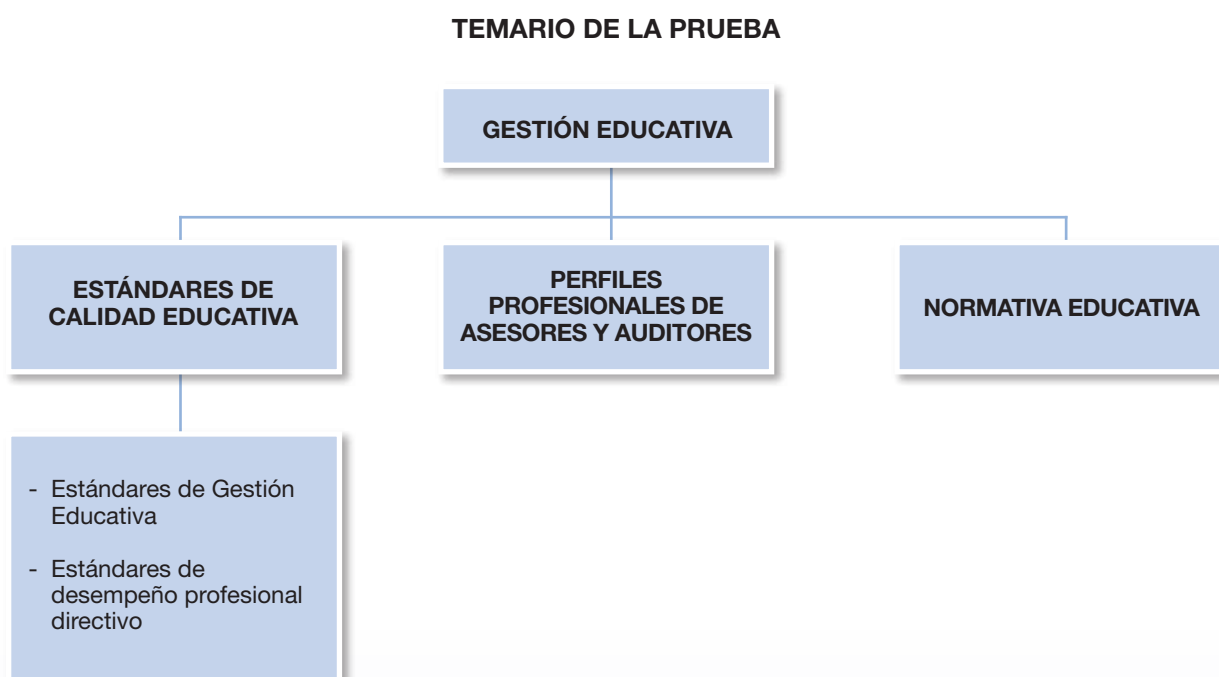 TEMARIO DE LA PRUEBA
GESTIÓN EDUCATIVA
ESTÁNDARES DE
CALIDAD EDUCATIVA
PERFILES
PROFESIONALES DE
ASESORES Y AUDITORES
NORMATIVA EDUCATIVA
- Estándares de Gestión
Educativa
- Estándares de
desempeño profesional
directivo